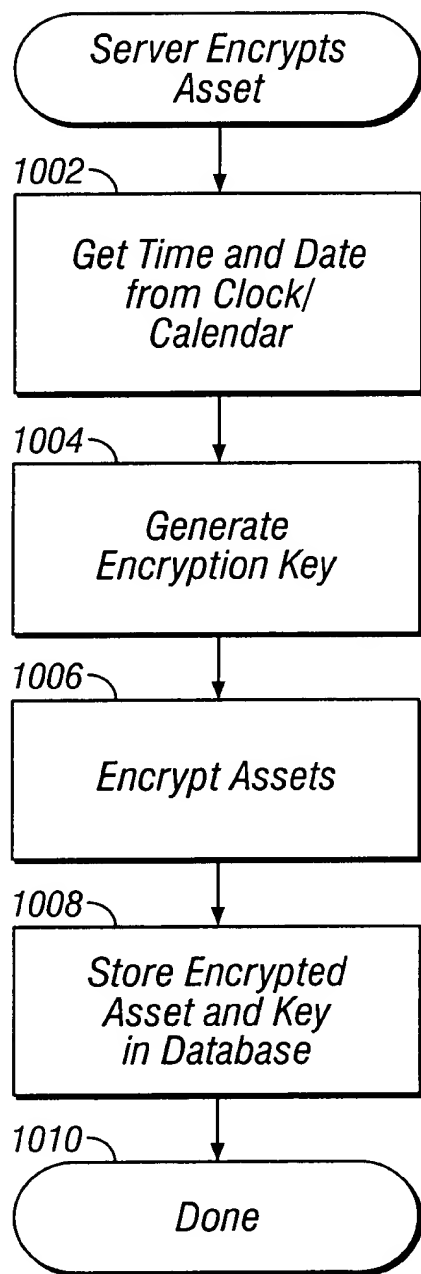 Server Encrypts
Asset
1002
Get Time and Date
from Clock/
Calendar
1004
Generate
Encryption Key
1006
Encrypt Assets
1008
Store Encrypted
Asset and Key
in Database
1010
Done